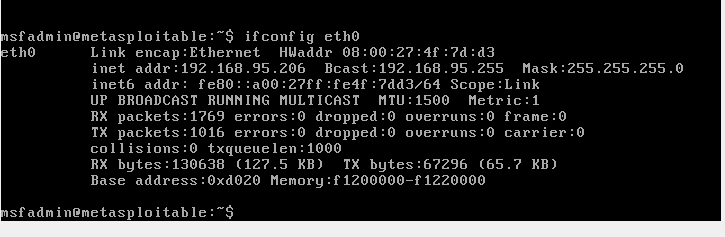 msfadmin@metasploitable:~$ ifconfig eth0
eth0      Link encap:Ethernet  HWaddr 08:00:27:4f:7d:d3
          inet addr:192.168.95.206  Bcast:192.168.95.255  Mask:255.255.255.0
          inet6 addr: fe80::a00:27ff:fe4f:7dd3/64 Scope:Link
          UP BROADCAST RUNNING MULTICAST  MTU:1500  Metric:1
          RX packets:1769 errors:0 dropped:0 overruns:0 frame:0
          TX packets:1016 errors:0 dropped:0 overruns:0 carrier:0
          collisions:0 txqueuelen:1000
          RX bytes:130638 (127.5 KB)  TX bytes:67296 (65.7 KB)
          Base address:0xd020 Memory:f1200000-f1220000
msfadmin@metasploitable:~$